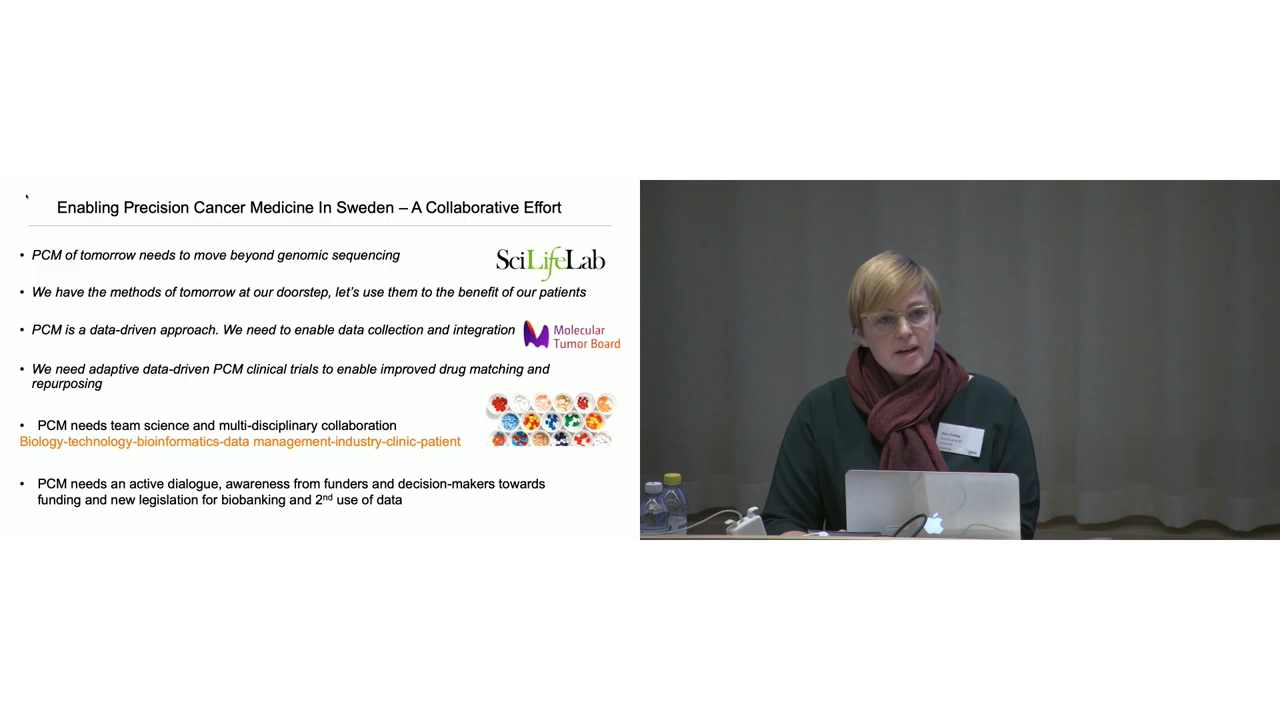 Enabling Precision Cancer Medicine In Sweden – A Collaborative Effort
• PCM of tomorrow needs to move beyond genomic sequencing
SciLifeLab
• We have the methods of tomorrow at our doorstep, let's use them to the benefit of our patients
• PCM is a data-driven approach. We need to enable data collection and integration
Molecular
Tumor Board
• We need adaptive data-driven PCM clinical trials to enable improved drug matching and
repurposing
• PCM needs team science and multi-disciplinary collaboration
Biology-technology-bioinformatics-data management-industry-clinic-patient
• PCM needs an active dialogue, awareness from funders and decision-makers towards
funding and new legislation for biobanking and 2nd use of data